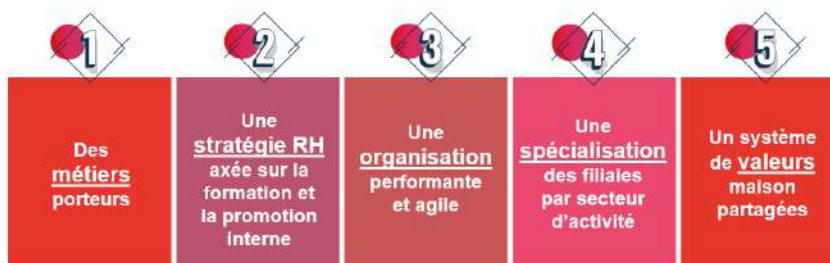 1
Des
métiers
porteurs
2
Une
stratégie RH
axée sur la
formation et
la promotion
interne
3
Une
organisation
performante
et agile
4
Une
spécialisation
des filiales
par secteur
d'activité
5
Un système
de valeurs
maison
partagées